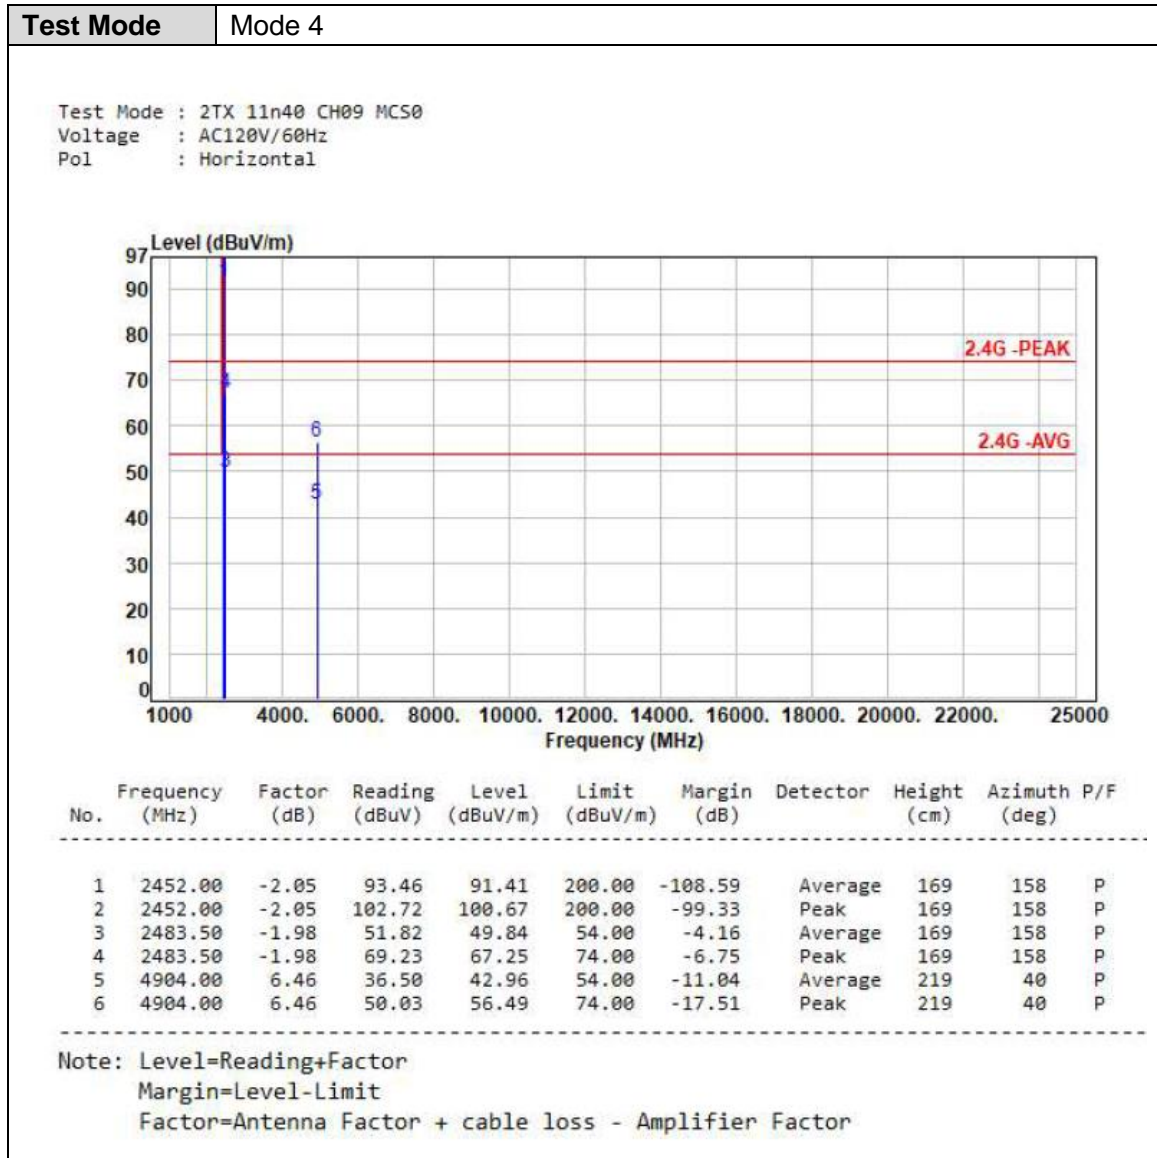 Test Mode Mode 4
Test Mode : 2TX 11n40 CH09 MCS0
Voltage : AC120V/60Hz
Pol : Horizontal
97 Level (dBuV/m)
90
80
2.4G -PEAK
70
4
60
6
2.4G -AVG
50
3
5
40
30
20
10
0
1000 4000. 6000. 8000. 10000. 12000. 14000. 16000. 18000. 20000. 22000. 25000
Frequency (MHz)
Frequency Factor Reading Level Limit Margin Detector Height Azimuth P/F
No. (MHz) (dB) (dBuV) (dBuV/m) (dBuV/m) (dB) (cm) (deg)
1 2452.00 -2.05 93.46 91.41 200.00 -108.59 Average 169 158 P
2 2452.00 -2.05 102.72 100.67 200.00 -99.33 Peak 169 158 P
3 2483.50 -1.98 51.82 49.84 54.00 -4.16 Average 169 158 P
4 2483.50 -1.98 69.23 67.25 74.00 -6.75 Peak 169 158 P
5 4904.00 6.46 36.50 42.96 54.00 -11.04 Average 219 40 P
6 4904.00 6.46 50.03 56.49 74.00 -17.51 Peak 219 40 P
Note: Level=Reading+Factor
Margin=Level-Limit
Factor=Antenna Factor + cable loss - Amplifier Factor